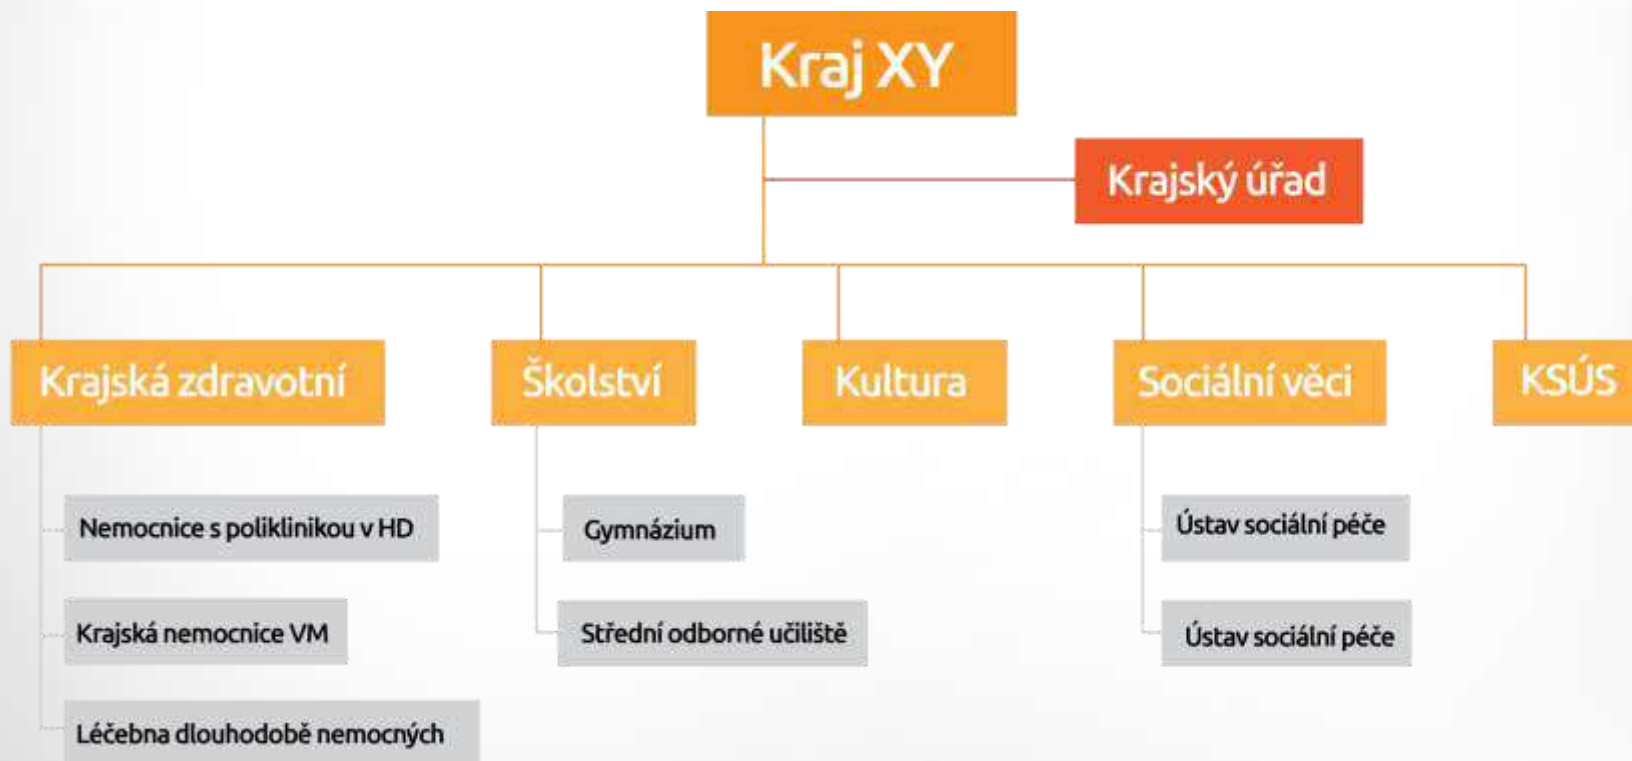 Kraj XY
Krajský úřad
Krajská zdravotní
Školství
Kultura
Sociální věci
KSÚS
Nemocnice s poliklinikou v HD
Gymnázium
Ústav sociální péče
Krajská nemocnice VM
Střední odborné učiliště
Ústav sociální péče
Léčebna dlouhodobě nemocných